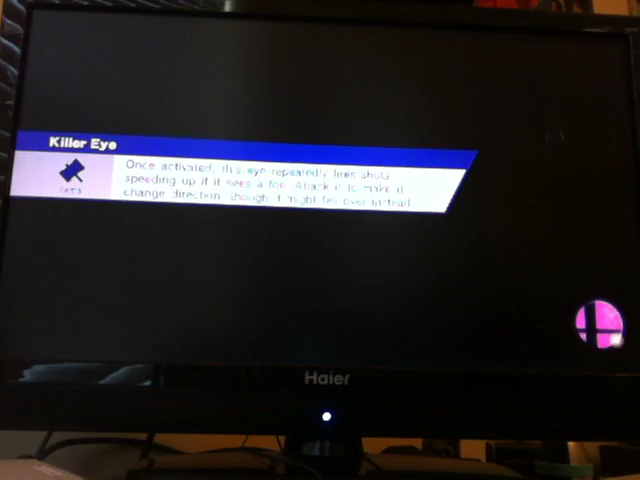 Killer Eye
Once activated, this eye repeatedly fires shots,
speeding up if it sees a foe. Attack it to make it
change direction, though it might fall over instead.
Items
Haier